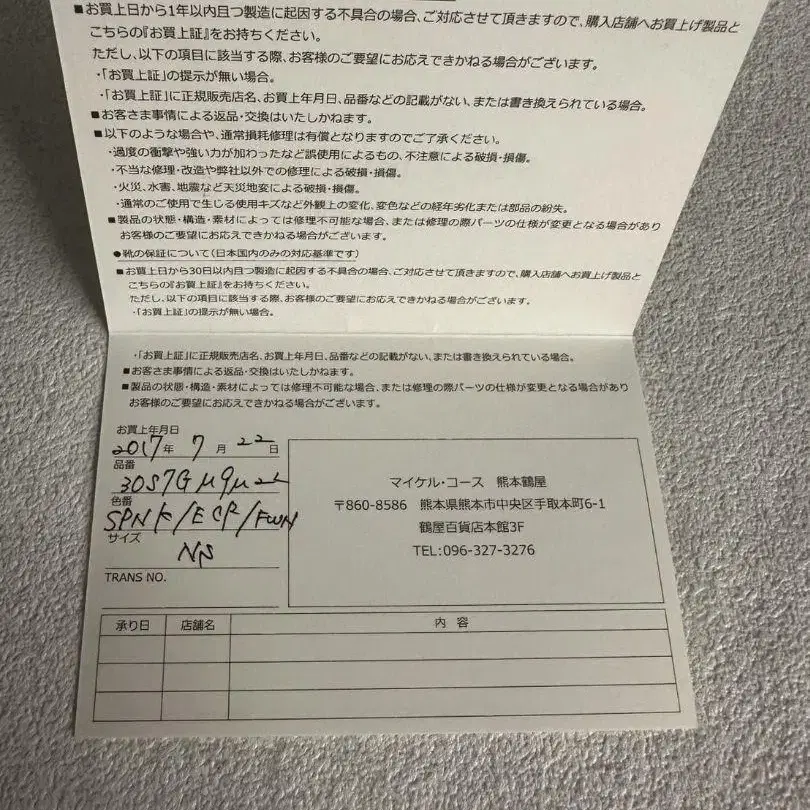 ■お買上日から1年以内且つ製造に起因する不具合の場合、ご対応させて頂きますので、購入店舗へお買上げ製品と
こちらの『お買上証』をお持ちください。
ただし、以下の項目に該当する際、お客様のご要望にお応えできかねる場合がございます。
・「お買上証」の提示が無い場合。
・「お買上証」に正規販売店名、お買上年月日、品番などの記載がない、または書き換えられている場合。
■お客さま事情による返品・交換はいたしかねます。
■以下のような場合や、通常損耗修理は有償となりますのでご了承ください。
・過度の衝撃や強い力が加わったなど誤使用によるもの、不注意による破損・損傷。
・不当な修理・改造や弊社以外での修理による破損・損傷。
・火災、水害、地震など天災地変による破損・損傷。
・通常のご使用で生じる使用キズなど外観上の変化、変色などの経年劣化または部品の紛失。
■製品の状態・構造・素材によっては修理不可能な場合、または修理の際パーツの仕様が変更となる場合があり
お客様のご要望にお応えできかねる場合がございます。
●靴の保証について(日本国内のみの対応基準です)
■お買上日から30日以内且つ製造に起因する不具合の場合、ご対応させて頂きますので、購入店舗へお買上げ製品と
こちらの『お買上証』をお持ちください。
ただし、以下の項目に該当する際、お客様のご要望にお応えできかねる場合がございます。
・「お買上証」の提示が無い場合。
・「お買上証」に正規販売店名、お買上年月日、品番などの記載がない、または書き換えられている場合。
■お客さま事情による返品・交換はいたしかねます。
■製品の状態・構造・素材によっては修理不可能な場合、または修理の際パーツの仕様が変更となる場合があり
お客様のご要望にお応えできかねる場合がございます。
お買上年月日
2017年 7月 22日
品番
色番
SPNK/ECR/FWN
サイズ
NS
TRANS NO.
マイケル・コース 熊本鶴屋
〒860-8586 熊本県熊本市中央区手取本町6-1
鶴屋百貨店本館3F
TEL:096-327-3276
承り日 店舗名 内 容